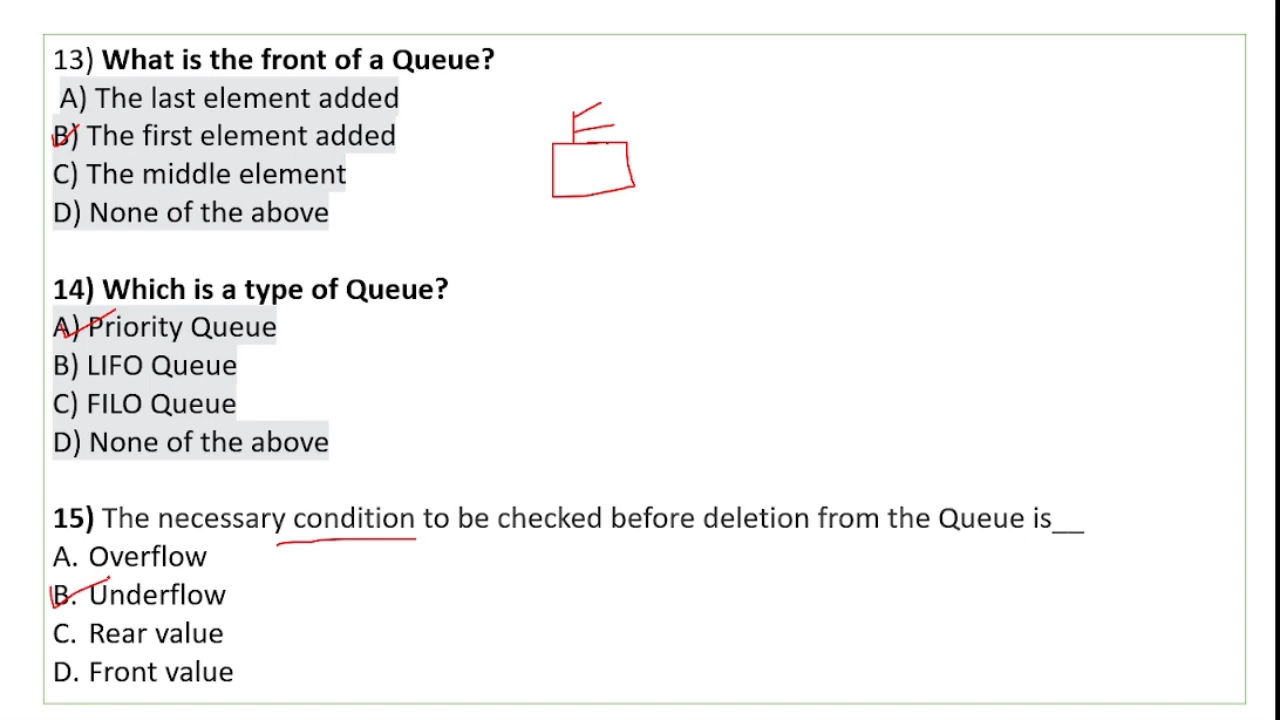 13) What is the front of a Queue?
A) The last element added
B) The first element added
C) The middle element
D) None of the above
14) Which is a type of Queue?
A) Priority Queue
B) LIFO Queue
C) FILO Queue
D) None of the above
15) The necessary condition to be checked before deletion from the Queue is__
A. Overflow
B. Underflow
C. Rear value
D. Front value